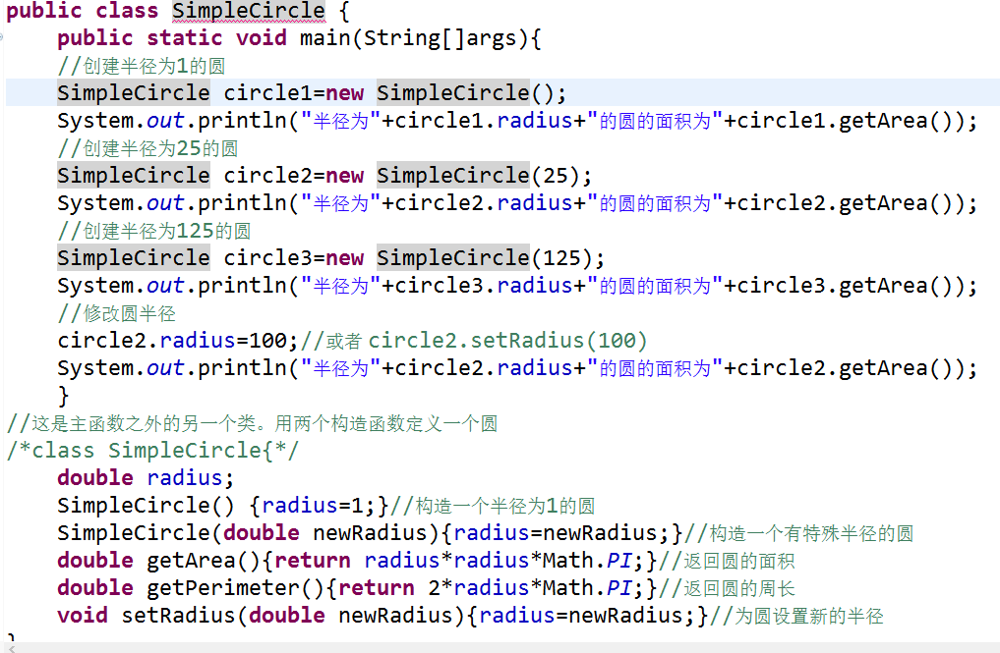 public class SimpleCircle {
public static void main(String[]args){
//创建半径为1的圆
SimpleCircle circle1=new SimpleCircle();
System.out.println("半径为"+circle1.radius+"的圆的面积为"+circle1.getArea());
//创建半径为25的圆
SimpleCircle circle2=new SimpleCircle(25);
System.out.println("半径为"+circle2.radius+"的圆的面积为"+circle2.getArea());
//创建半径为125的圆
SimpleCircle circle3=new SimpleCircle(125);
System.out.println("半径为"+circle3.radius+"的圆的面积为"+circle3.getArea());
//修改圆半径
circle2.radius=100;//或者circle2.setRadius(100)
System.out.println("半径为"+circle2.radius+"的圆的面积为"+circle2.getArea());
}
//这是主函数之外的另一个类。用两个构造函数定义一个圆
/*class SimpleCircle{*/
double radius;
SimpleCircle() {radius=1;}//构造一个半径为1的圆
SimpleCircle(double newRadius){radius=newRadius;}//构造一个有特殊半径的圆
double getArea(){return radius*radius*Math.PI;}//返回圆的面积
double getPerimeter(){return 2*radius*Math.PI;}//返回圆的周长
void setRadius(double newRadius){radius=newRadius;}//为圆设置新的半径
}